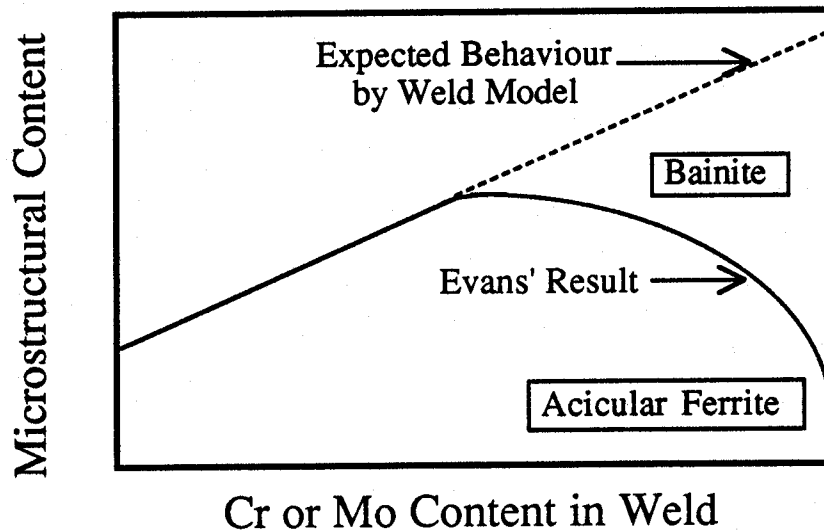 Microstructural Content
Expected Behaviour
by Weld Model
Bainite
Evans' Result
Acicular Ferrite
Cr or Mo Content in Weld